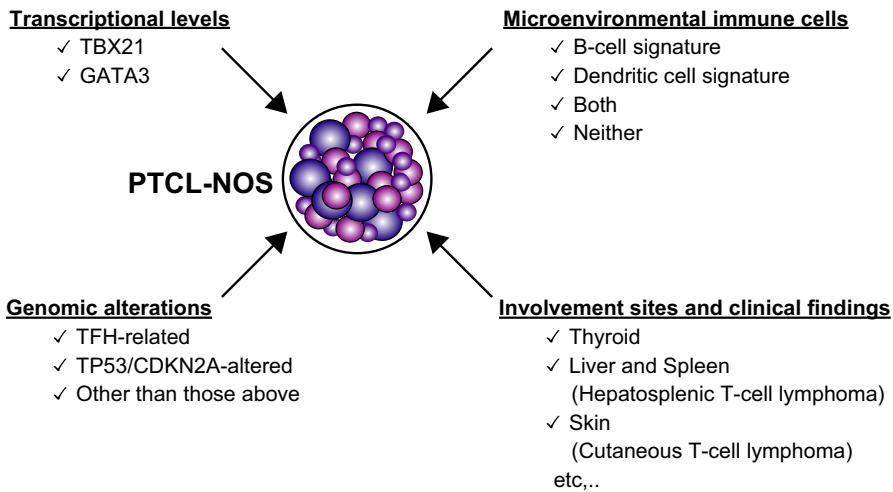 Transcriptional levels
✓ TBX21
✓ GATA3
Microenvironmental immune cells
✓ B-cell signature
✓ Dendritic cell signature
✓ Both
✓ Neither
PTCL-NOS
Genomic alterations
✓ TFH-related
✓ TP53/CDKN2A-altered
✓ Other than those above
Involvement sites and clinical findings
✓ Thyroid
✓ Liver and Spleen
(Hepatosplenic T-cell lymphoma)
✓ Skin
(Cutaneous T-cell lymphoma)
etc,..